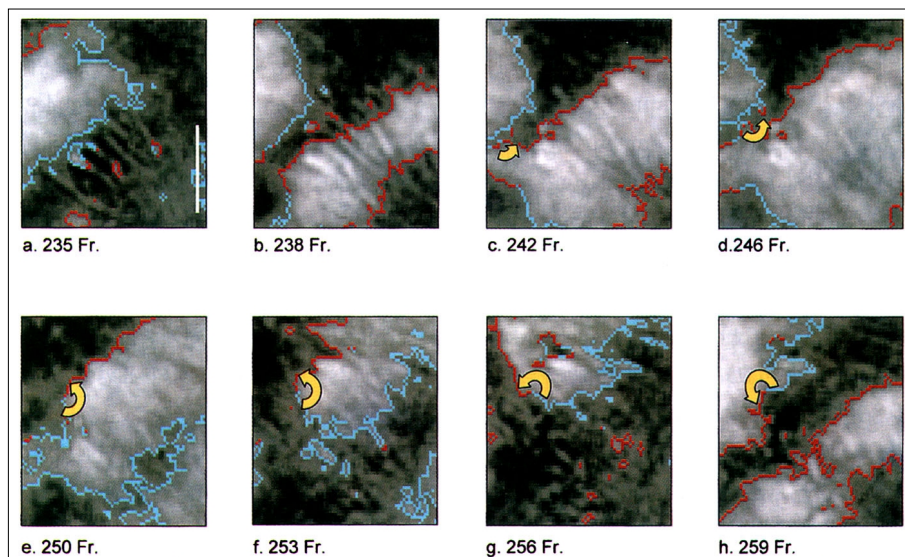 a. 235 Fr.
b. 238 Fr.
c. 242 Fr.
d.246 Fr.
e. 250 Fr.
f. 253 Fr.
g. 256 Fr.
h. 259 Fr.